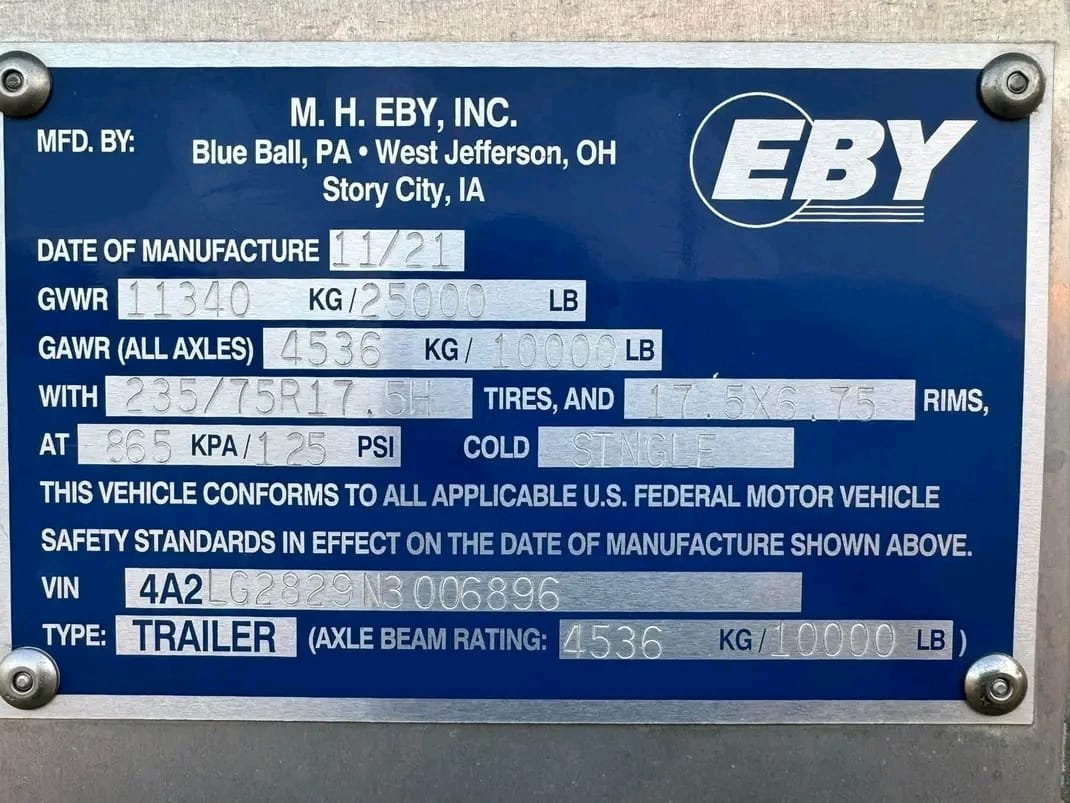 MFD. BY:
M. H. EBY, INC.
Blue Ball, PA • West Jefferson, OH
Story City, IA
EBY
DATE OF MANUFACTURE 11/21
GVWR 11340 KG/25000 LB
GAWR (ALL AXLES) 4536 KG/ 10000 LB
WITH 235/75R17.5H TIRES, AND 17.5X6.75 RIMS,
AT 865 KPA/125 PSI COLD SINGLE
THIS VEHICLE CONFORMS TO ALL APPLICABLE U.S. FEDERAL MOTOR VEHICLE
SAFETY STANDARDS IN EFFECT ON THE DATE OF MANUFACTURE SHOWN ABOVE.
VIN 4A2LG2829N3006896
TYPE: TRAILER (AXLE BEAM RATING: 4536 KG/10000 LB)